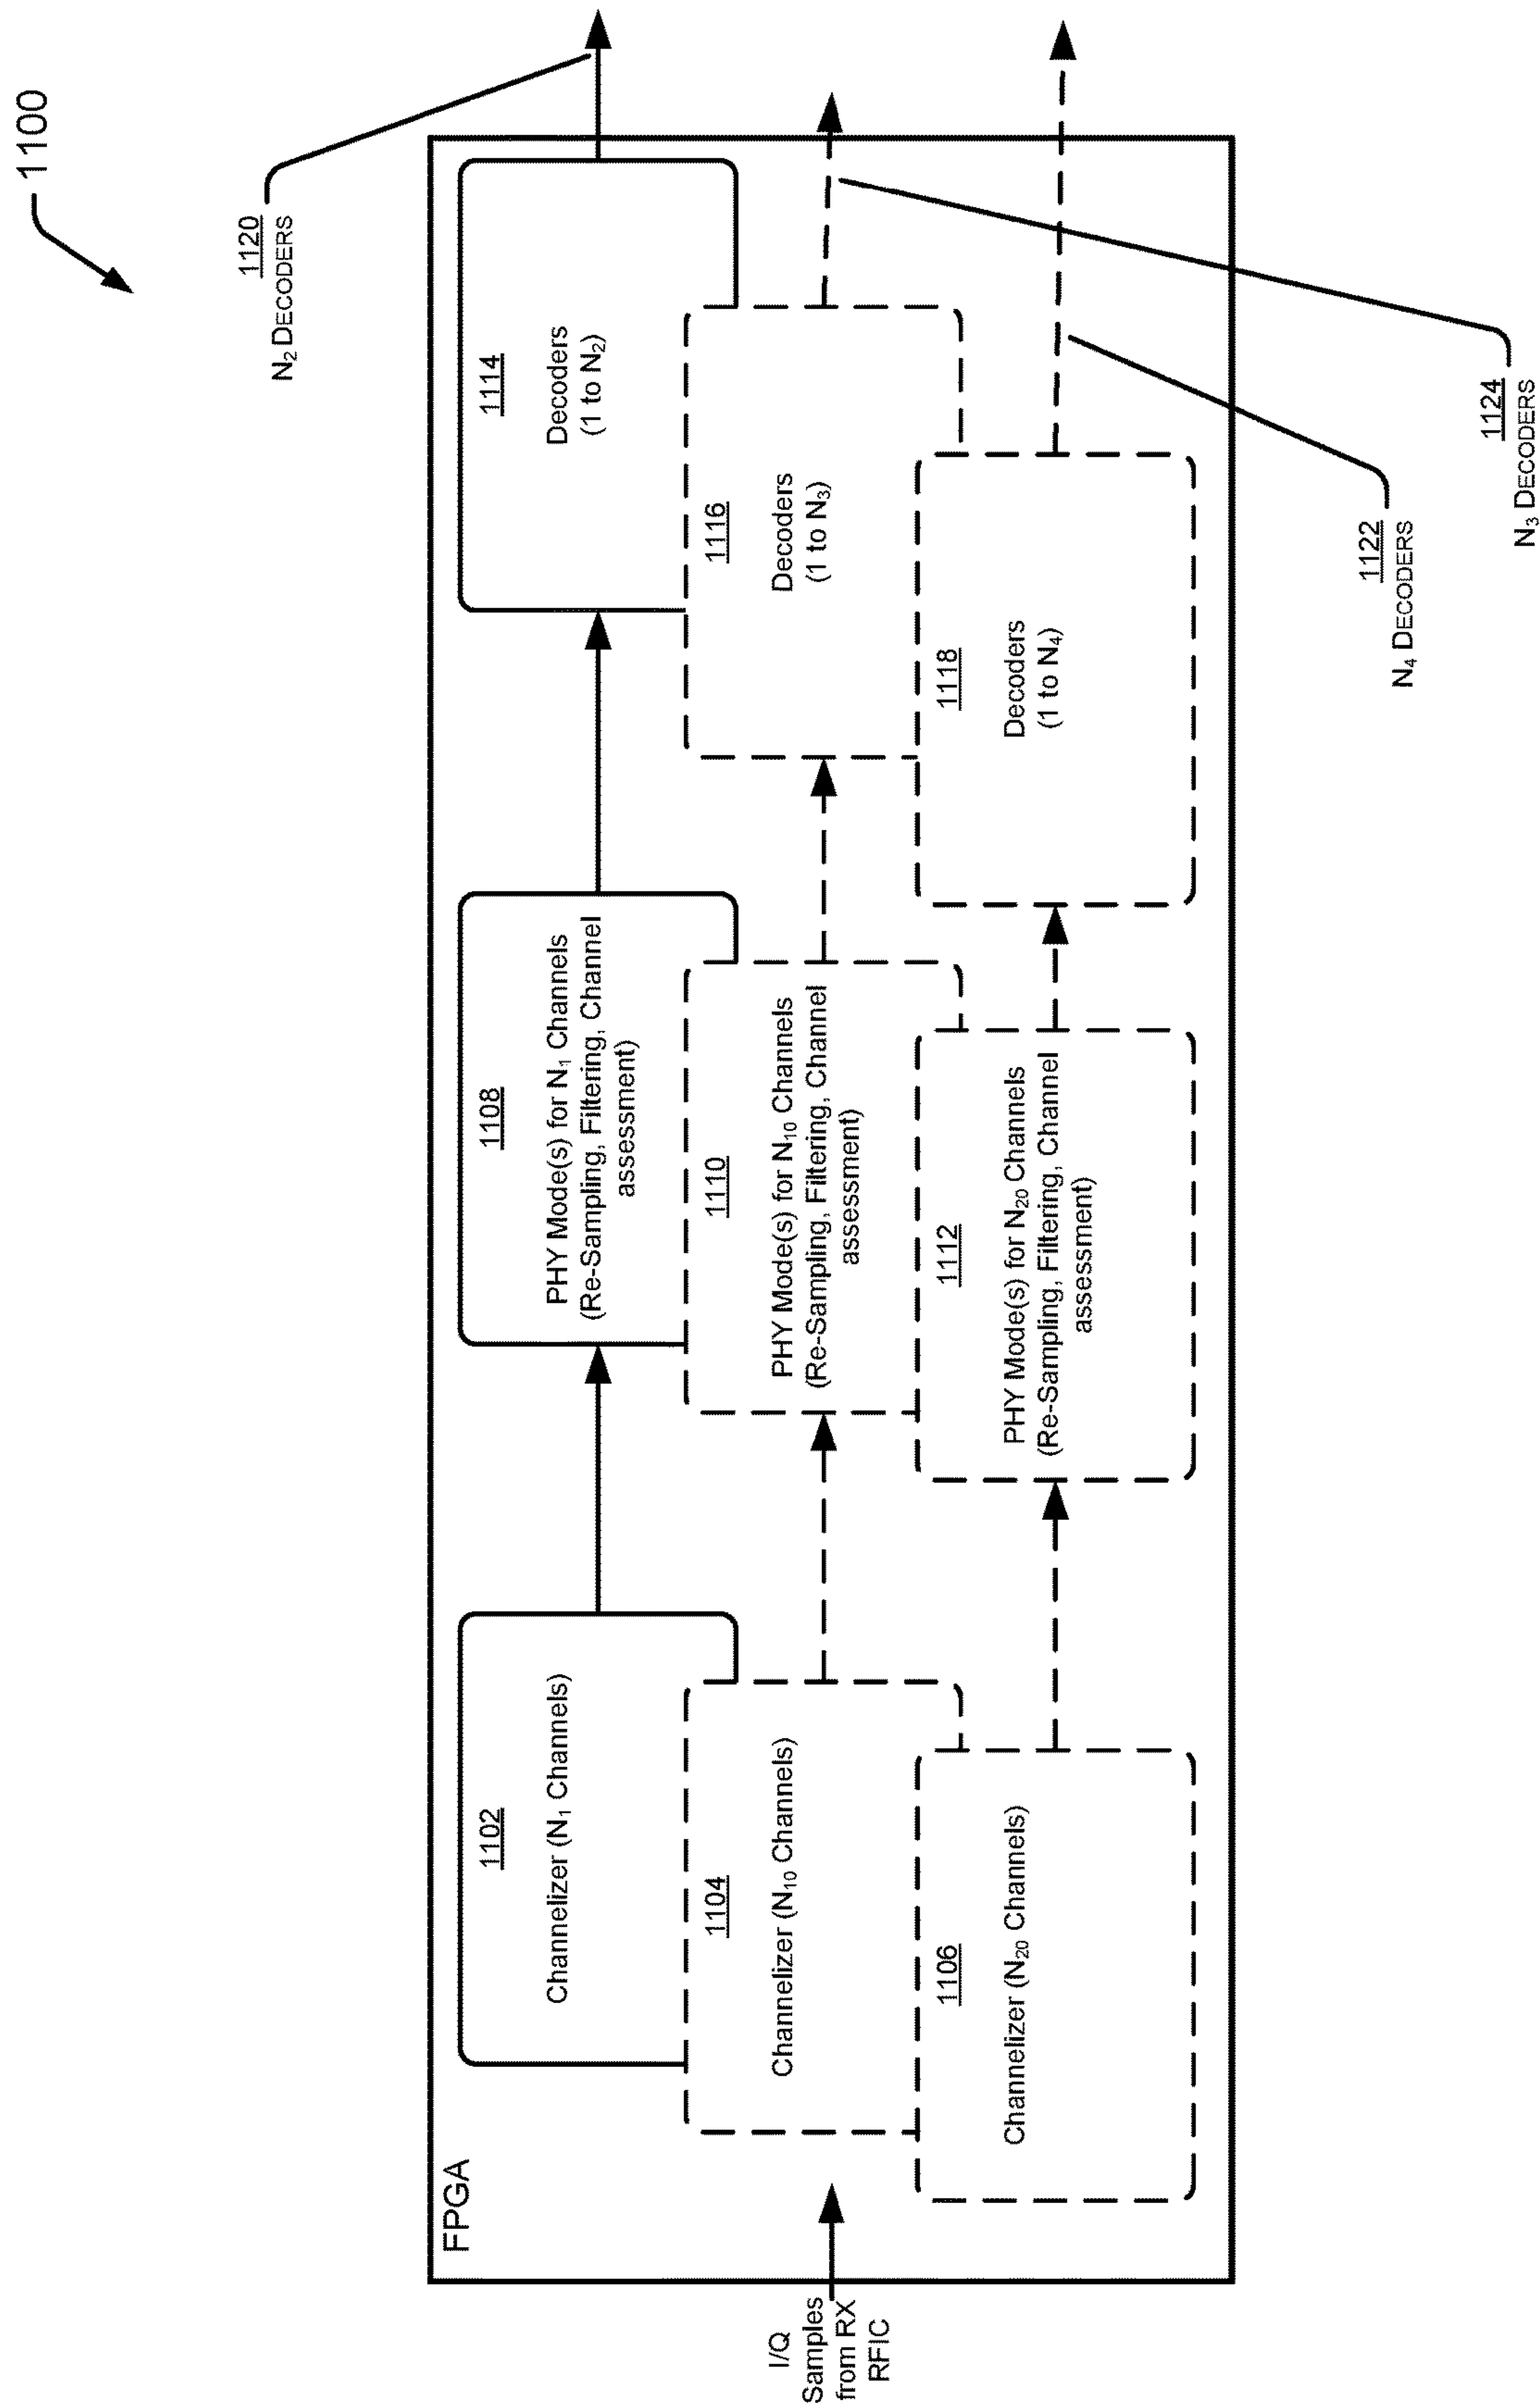 1100
FPGA
I/Q
Samples
from RX
RFIC
1102
Channelizer (N₁ Channels)
1104
Channelizer (N₁₀ Channels)
1106
Channelizer (N₂₀ Channels)
1108
PHY Mode(s) for N₁ Channels
(Re-Sampling, Filtering, Channel
assessment)
1110
PHY Mode(s) for N₁₀ Channels
(Re-Sampling, Filtering, Channel
assessment)
1112
PHY Mode(s) for N₂₀ Channels
(Re-Sampling, Filtering, Channel
assessment)
1114
Decoders
(1 to N₂)
1116
Decoders
(1 to N₃)
1118
Decoders
(1 to N₄)
1120
N₂ DECODERS
1122
N₄ DECODERS
1124
N₃ DECODERS